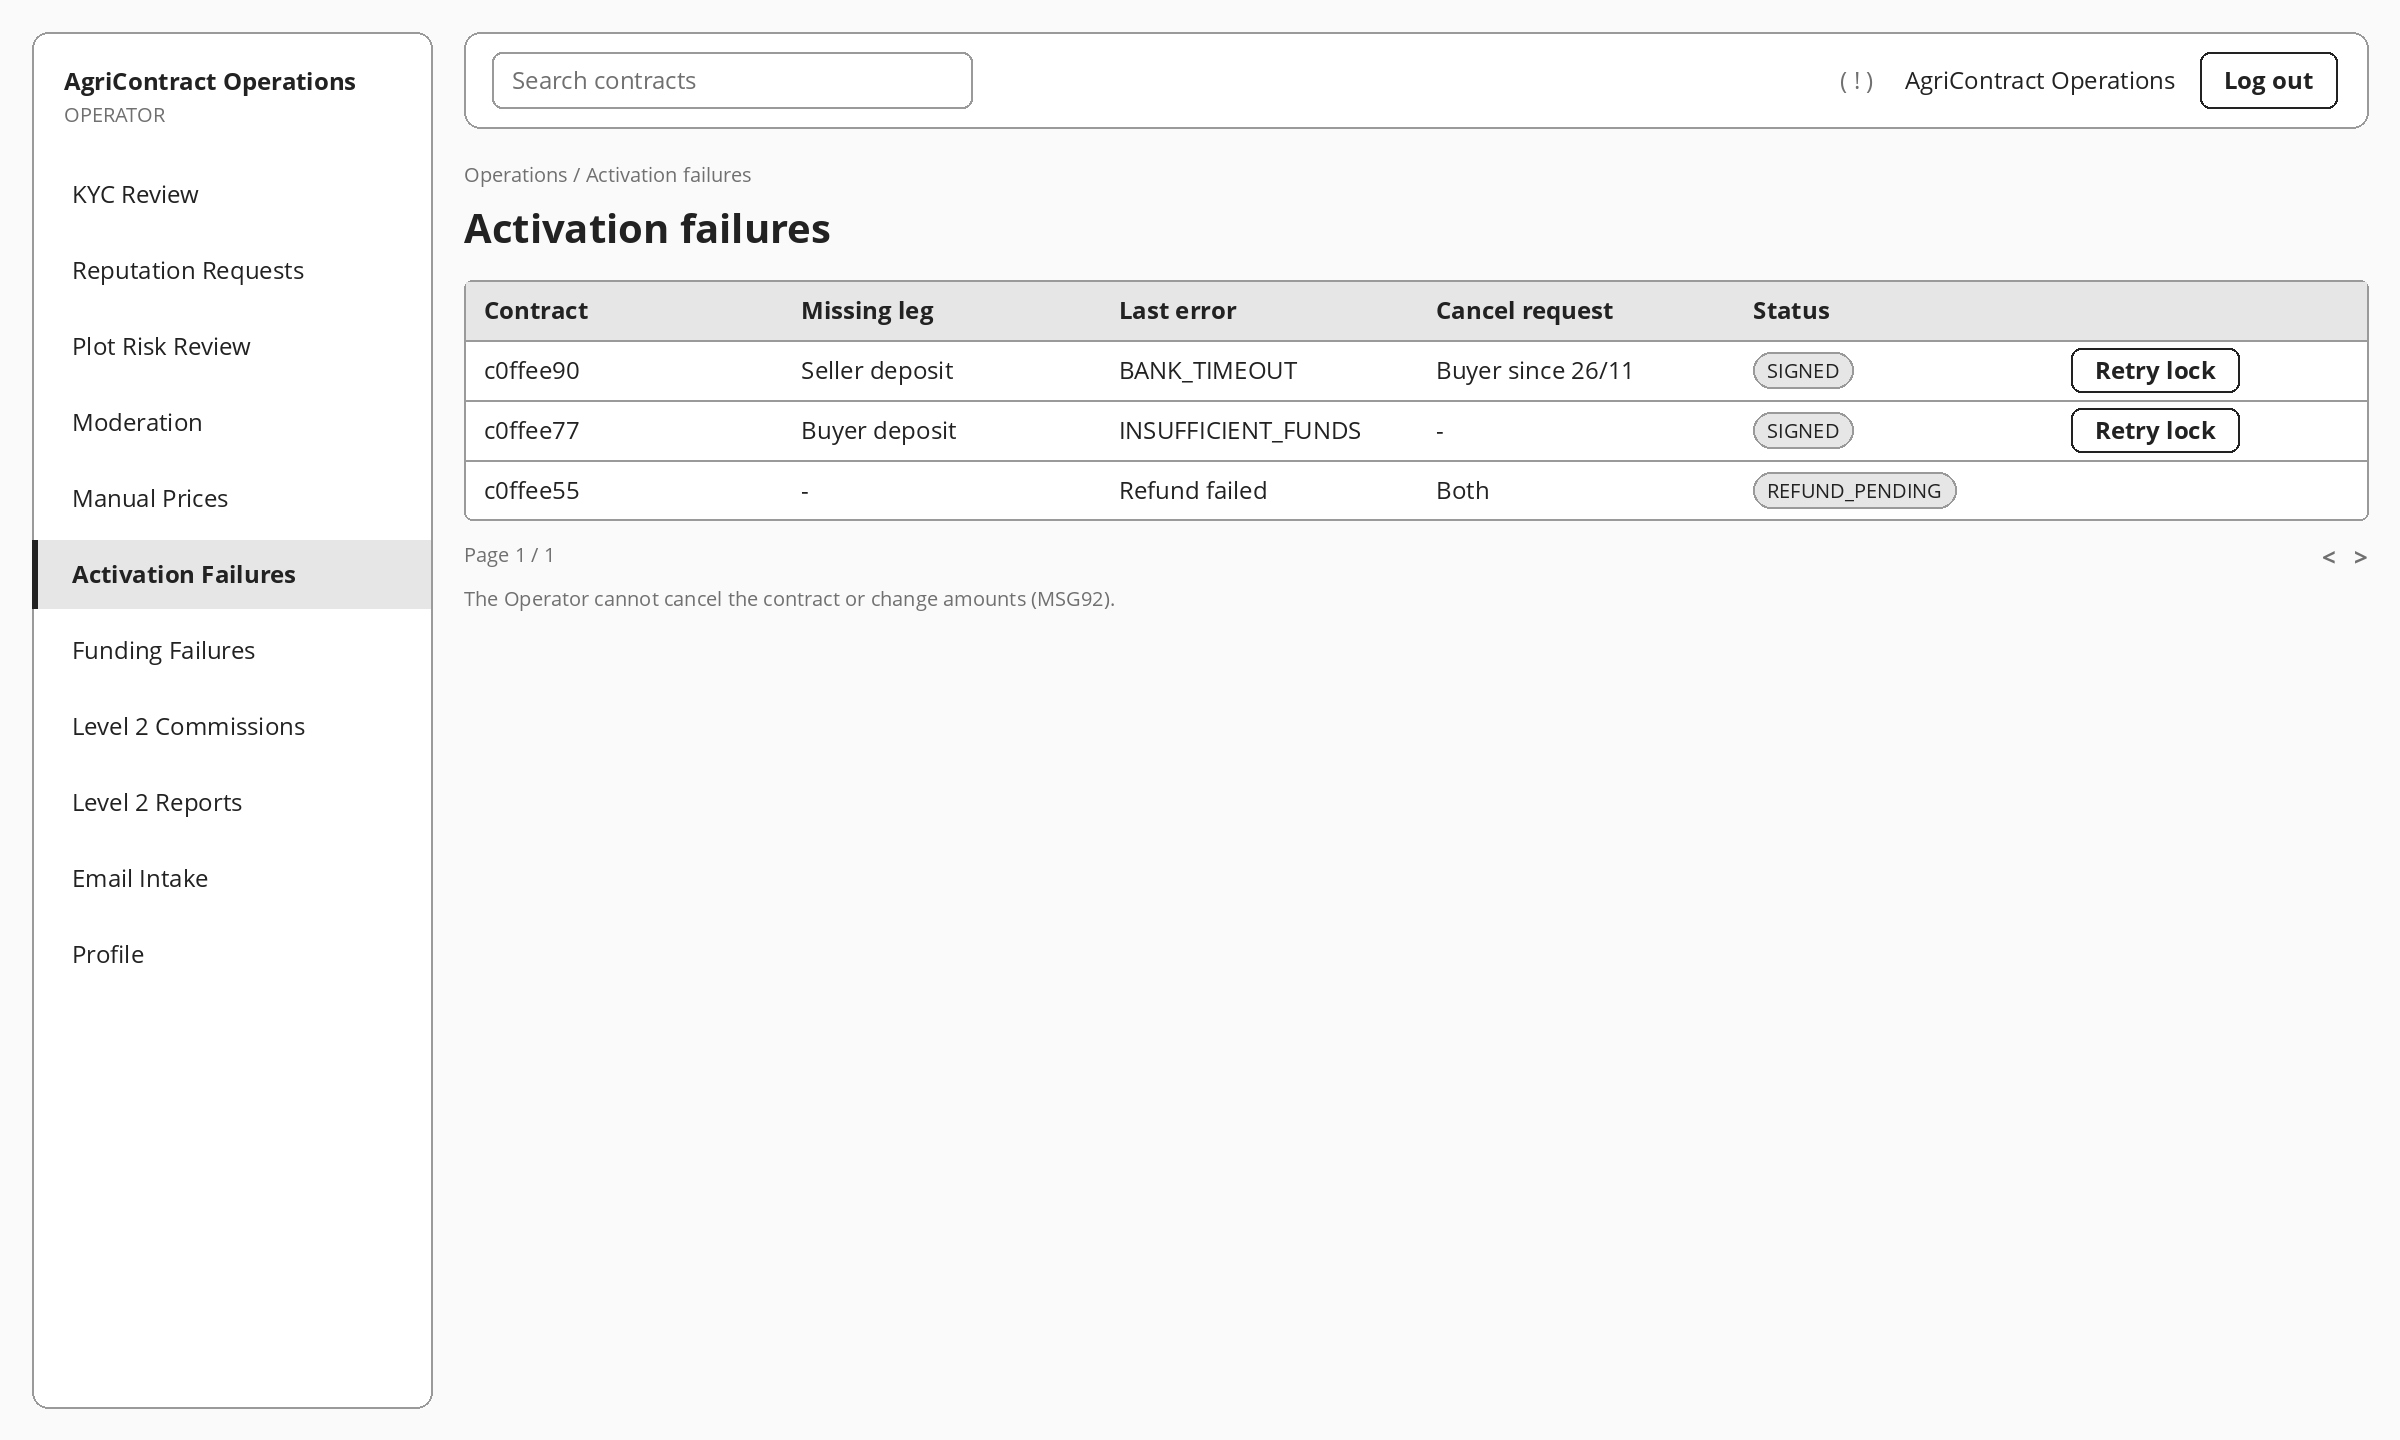 AgriContract Operations
OPERATOR
KYC Review
Reputation Requests
Plot Risk Review
Moderation
Manual Prices
Activation Failures
Funding Failures
Level 2 Commissions
Level 2 Reports
Email Intake
Profile
Search contracts
(!) AgriContract Operations Log out
Operations / Activation failures
Activation failures
Contract Missing leg Last error Cancel request Status
c0ffee90 Seller deposit BANK_TIMEOUT Buyer since 26/11 SIGNED Retry lock
c0ffee77 Buyer deposit INSUFFICIENT_FUNDS - SIGNED Retry lock
c0ffee55 - Refund failed Both REFUND_PENDING
Page 1 / 1 < >
The Operator cannot cancel the contract or change amounts (MSG92).